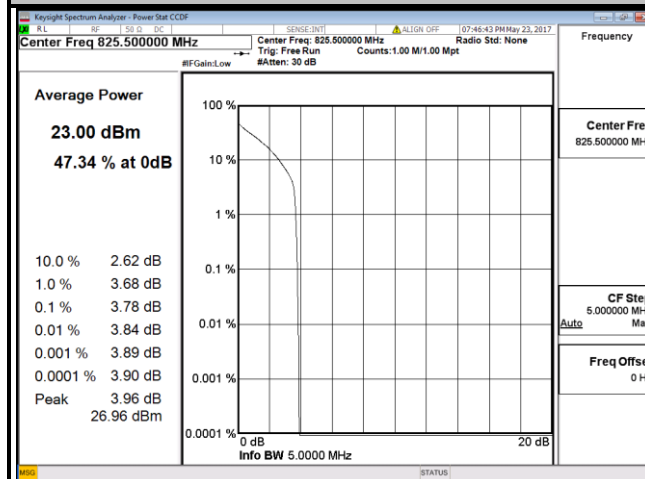 Keysight Spectrum Analyzer - Power Stat CCDF
RL RF 50 Ω DC SENSE:INT ALIGN OFF 07:46:43 PM May 23, 2017
Center Freq 825.500000 MHz
Center Freq: 825.500000 MHz Radio Std: None
Trig: Free Run Counts:1.00 M/1.00 Mpt
#IFGain:Low #Atten: 30 dB
Frequency
Average Power
23.00 dBm
47.34 % at 0dB
10.0 % 2.62 dB
1.0 % 3.68 dB
0.1 % 3.78 dB
0.01 % 3.84 dB
0.001 % 3.89 dB
0.0001 % 3.90 dB
Peak 3.96 dB
26.96 dBm
100 %
10 %
1 %
0.1 %
0.01 %
0.001 %
0.0001 %
0 dB 20 dB
Info BW 5.0000 MHz
Center Fre
825.500000 MH
CF Ste
5.000000 MH
Auto Ma
Freq Offse
0 H
MSG STATUS